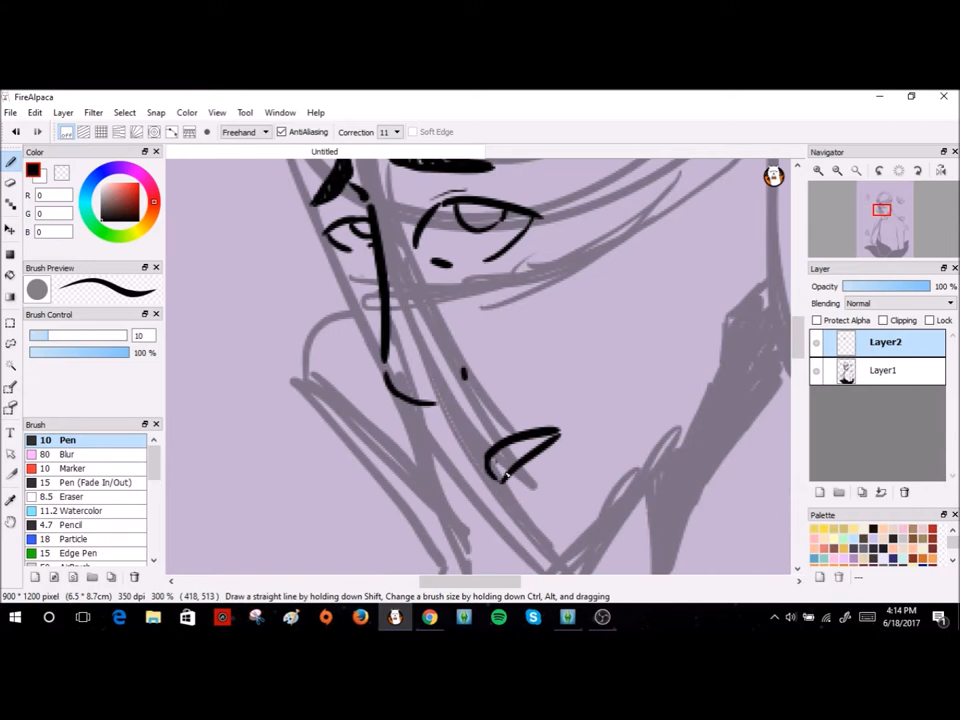 FireAlpaca
File Edit Layer Filter Select Snap Color View Tool Window Help
OFF Freehand AntiAliasing Correction 11 Soft Edge
Color
Untitled
Navigator
R 0
G 0
B 0
Brush Preview
Layer
Opacity 100 %
Blending Normal
Brush Control
Protect Alpha Clipping Lock
10
Layer2
100 %
Layer1
Brush
10 Pen
80 Blur
10 Marker
15 Pen (Fade In/Out)
8.5 Eraser
11.2 Watercolor
4.7 Pencil
18 Particle
15 Edge Pen
Palette
---
900 * 1200 pixel (6.5 * 8.7cm) 350 dpi 300 % ( 418, 513 ) Draw a straight line by holding down Shift, Change a brush size by holding down Ctrl, Alt, and dragging
4:14 PM
6/18/2017